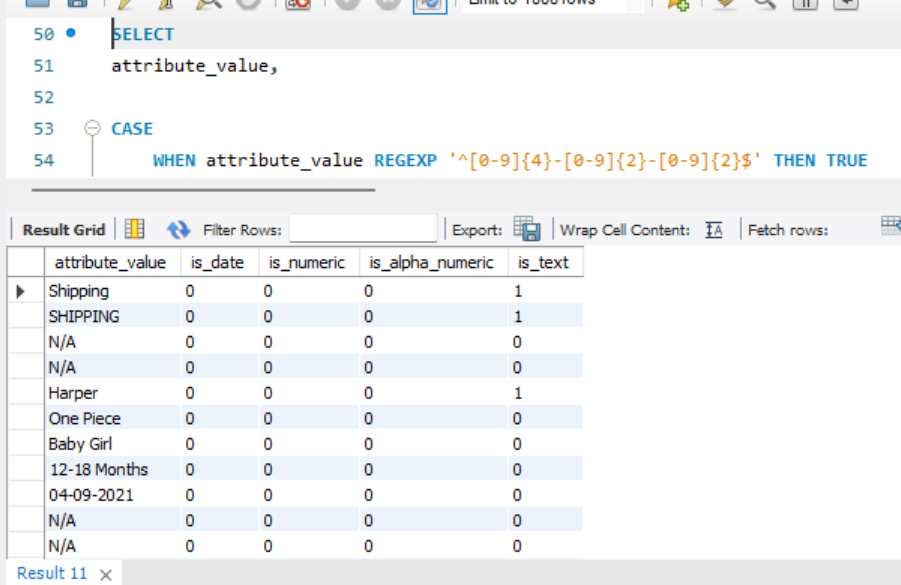 Limit to 1000 rows
50 SELECT
51 attribute_value,
52
53 CASE
54 WHEN attribute_value REGEXP '^[0-9]{4}-[0-9]{2}-[0-9]{2}$' THEN TRUE
Result Grid Filter Rows: Export: Wrap Cell Content: IA Fetch rows:
attribute_value is_date is_numeric is_alpha_numeric is_text
Shipping 0 0 0 1
SHIPPING 0 0 0 1
N/A 0 0 0 0
N/A 0 0 0 0
Harper 0 0 0 1
One Piece 0 0 0 0
Baby Girl 0 0 0 0
12-18 Months 0 0 0 0
04-09-2021 0 0 0 0
N/A 0 0 0 0
N/A 0 0 0 0
Result 11